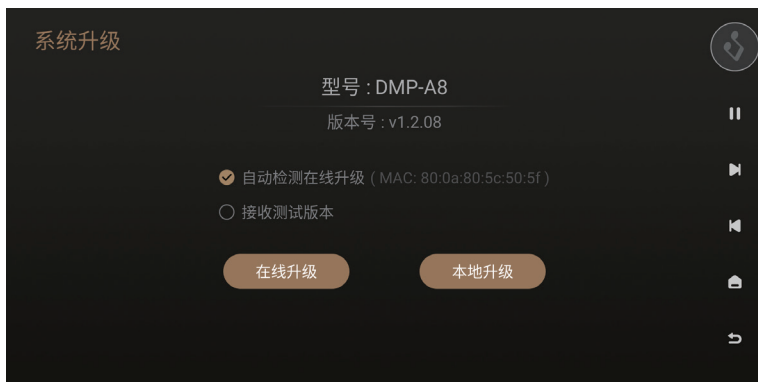 系统升级
型号 : DMP-A8
版本号 : v1.2.08
自动检测在线升级 ( MAC: 80:0a:80:5c:50:5f )
接收测试版本
在线升级
本地升级